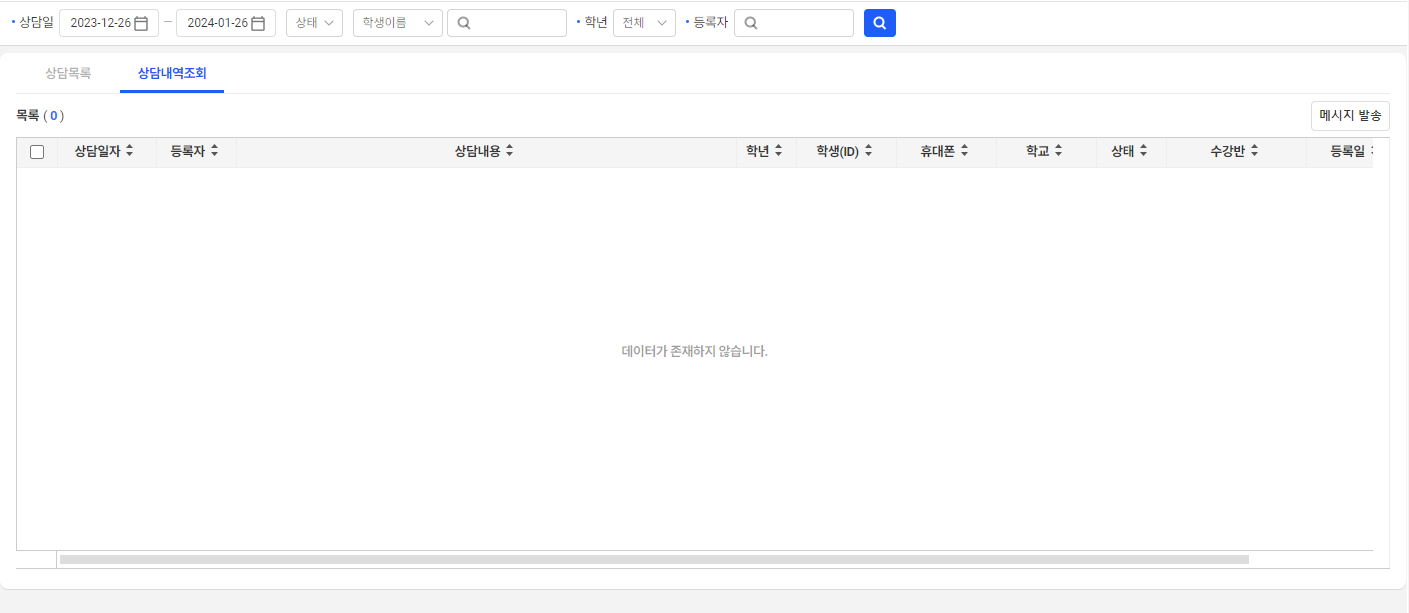 상담일 2023-12-26 – 2024-01-26 상태 학생이름 학년 전체 등록자
상담목록 상담내역조회
목록 ( 0 ) 메시지 발송
상담일자 등록자 상담내용 학년 학생(ID) 휴대폰 학교 상태 수강반 등록일
데이터가 존재하지 않습니다.